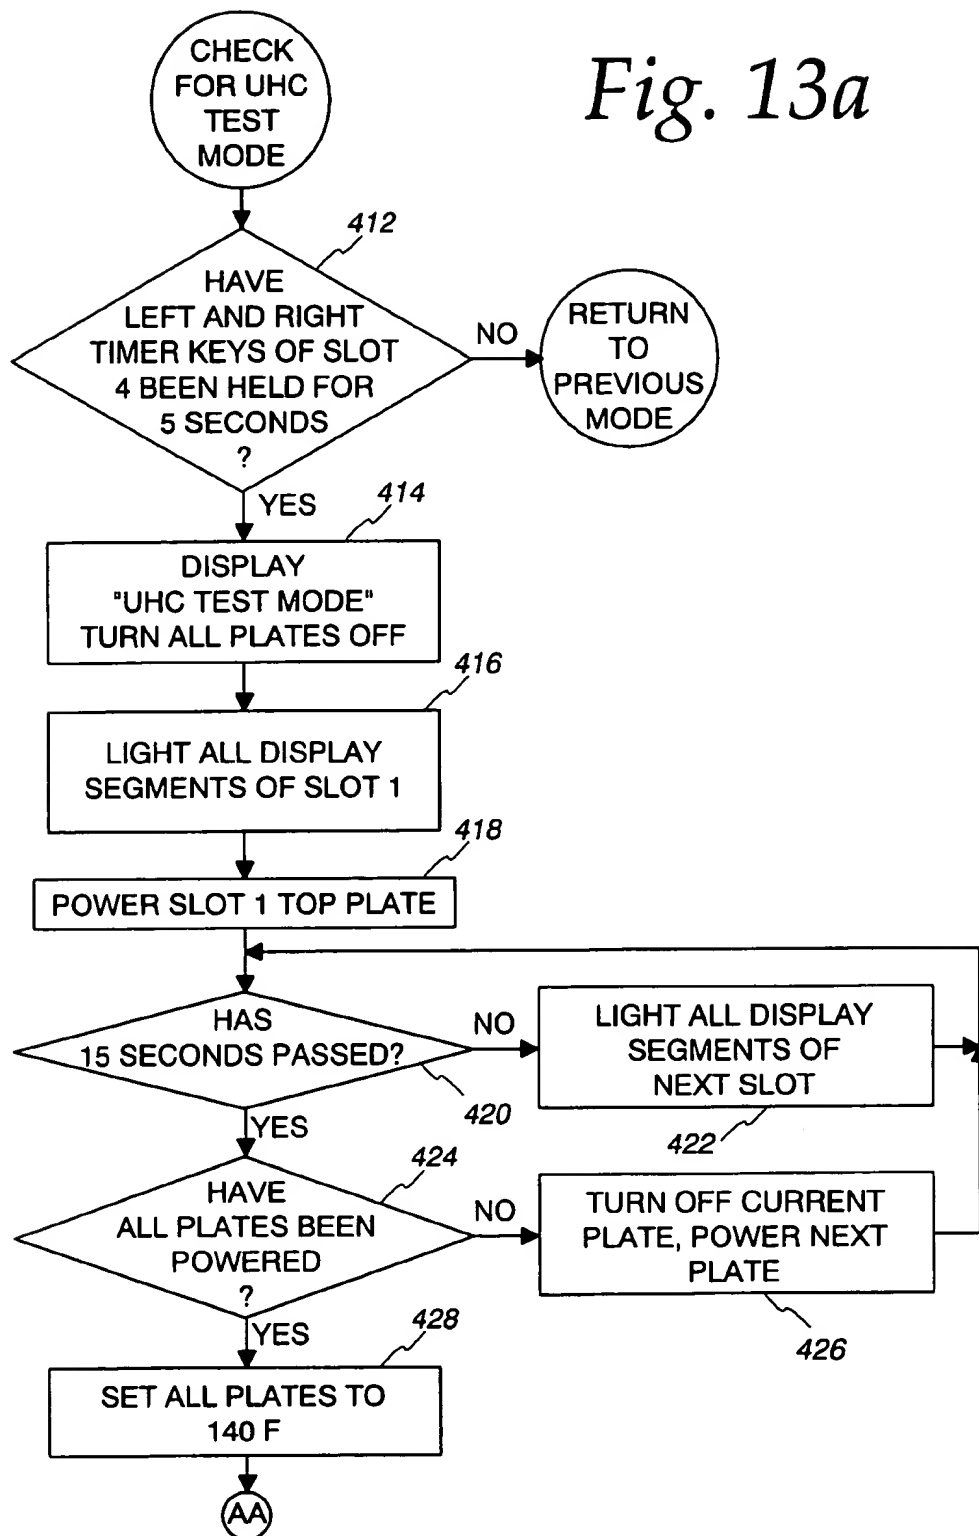 Fig. 13a
CHECK
FOR UHC
TEST
MODE
412
HAVE
LEFT AND RIGHT
TIMER KEYS OF SLOT
4 BEEN HELD FOR
5 SECONDS
?
NO
RETURN
TO
PREVIOUS
MODE
YES
414
DISPLAY
"UHC TEST MODE"
TURN ALL PLATES OFF
416
LIGHT ALL DISPLAY
SEGMENTS OF SLOT 1
418
POWER SLOT 1 TOP PLATE
HAS
15 SECONDS PASSED?
420
NO
LIGHT ALL DISPLAY
SEGMENTS OF
NEXT SLOT
422
YES
424
HAVE
ALL PLATES BEEN
POWERED
?
NO
TURN OFF CURRENT
PLATE, POWER NEXT
PLATE
426
YES
428
SET ALL PLATES TO
140 F
AA